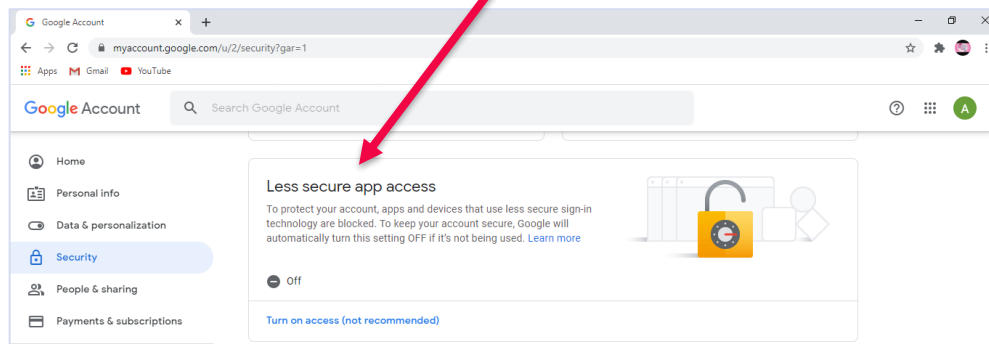 Google Account
myaccount.google.com/u/2/security?gar=1
Apps Gmail YouTube
Google Account Search Google Account A
Home
Personal info
Data & personalization
Security
People & sharing
Payments & subscriptions
Less secure app access
To protect your account, apps and devices that use less secure sign-in
technology are blocked. To keep your account secure, Google will
automatically turn this setting OFF if it's not being used. Learn more
Off
Turn on access (not recommended)